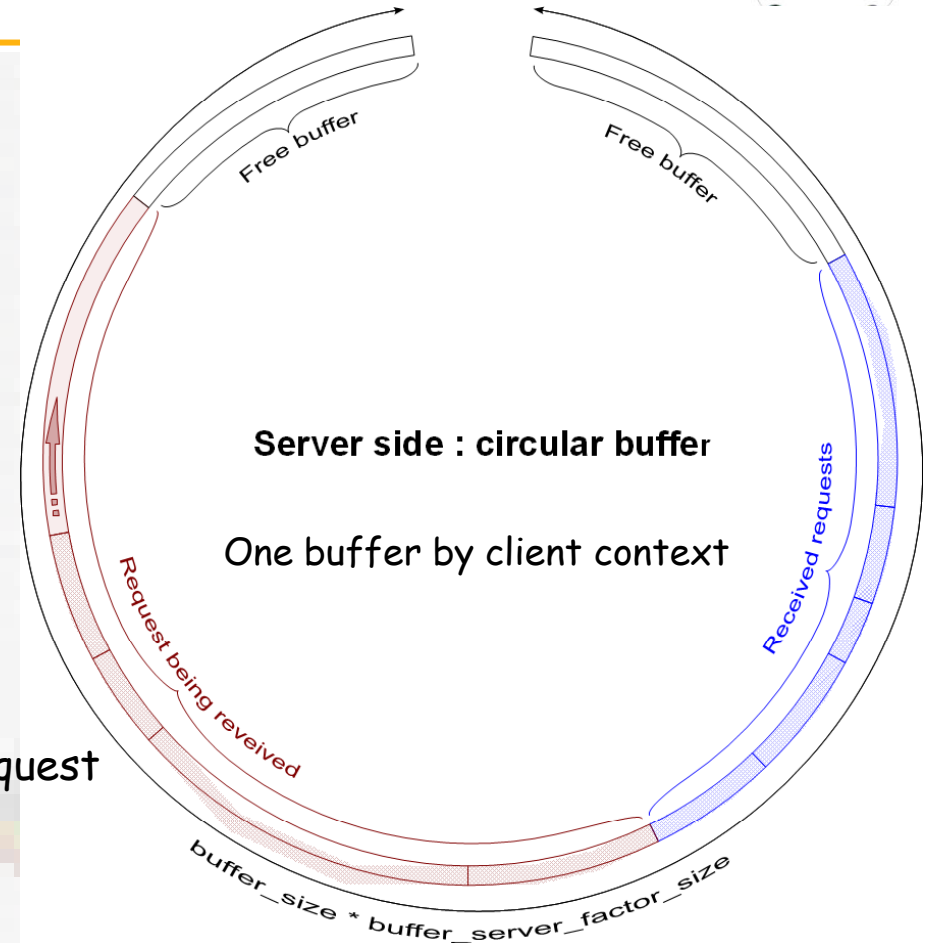 Free buffer
Free buffer
Server side : circular buffer
One buffer by client context
Received requests
Request being reveived
quest
buffer_size * buffer_server_factor_size